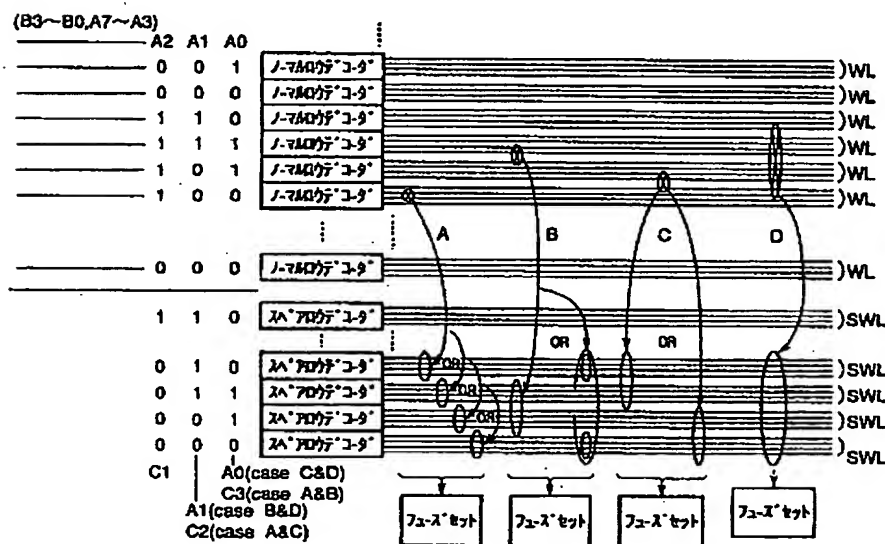 (B3~B0,A7~A3)
A2 A1 A0
0 0 1 ノーマルロウデコーダ )WL
0 0 0 ノーマルロウデコーダ )WL
1 1 0 ノーマルロウデコーダ )WL
1 1 1 ノーマルロウデコーダ )WL
1 0 1 ノーマルロウデコーダ )WL
1 0 0 ノーマルロウデコーダ )WL
A B C D
0 0 0 ノーマルロウデコーダ )WL
1 1 0 スペアロウデコーダ )SWL
OR OR
0 1 0 スペアロウデコーダ OR )SWL
0 1 1 スペアロウデコーダ OR )SWL
0 0 1 スペアロウデコーダ OR )SWL
0 0 0 スペアロウデコーダ )SWL
C1 A0(case C&D)
C3(case A&B)
A1(case B&D)
C2(case A&C)
フューズセット フューズセット フューズセット フューズセット